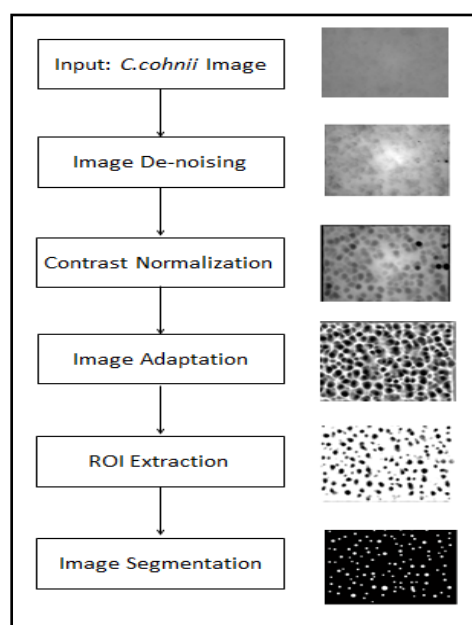 Input: C.cohnii Image
Image De-noising
Contrast Normalization
Image Adaptation
ROI Extraction
Image Segmentation